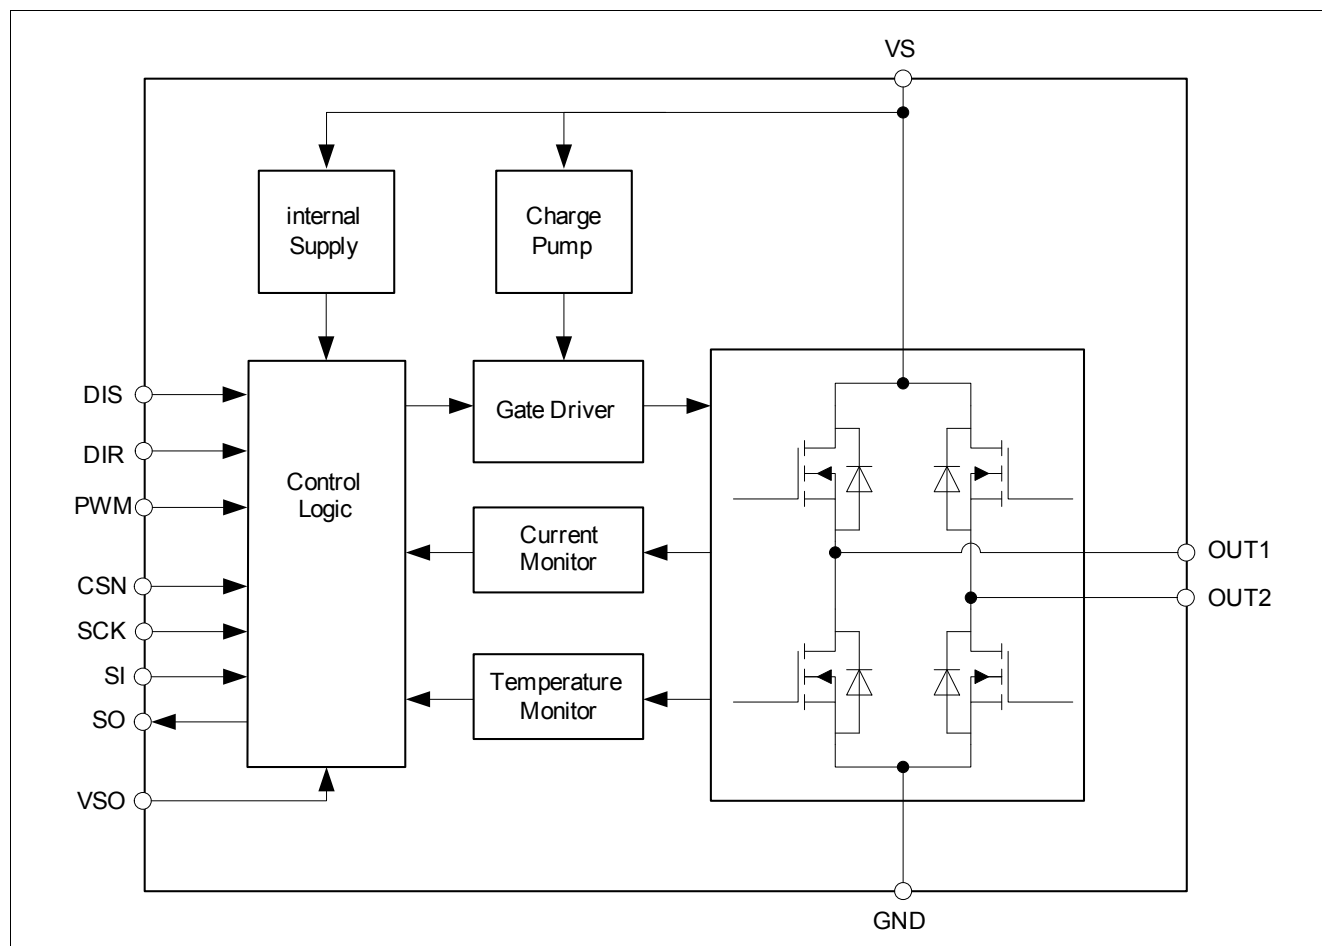 VS
internal
Supply
Charge
Pump
DIS
DIR
PWM
CSN
SCK
SI
SO
VSO
Control
Logic
Gate Driver
Current
Monitor
Temperature
Monitor
OUT1
OUT2
GND